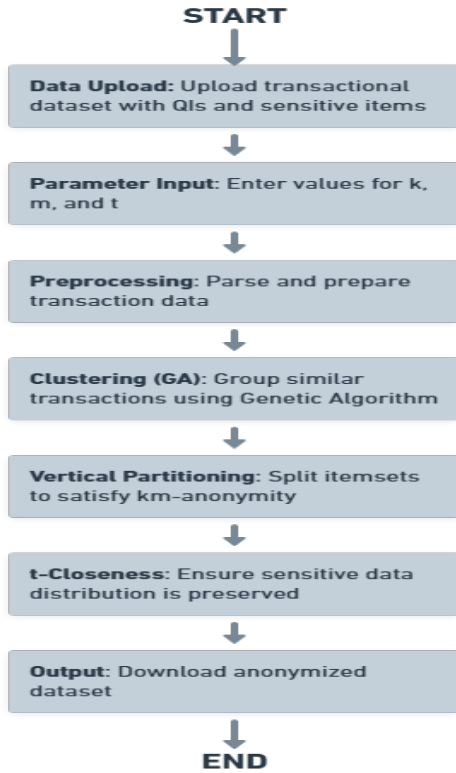 START
Data Upload: Upload transactional
dataset with QIs and sensitive items
Parameter Input: Enter values for k,
m, and t
Preprocessing: Parse and prepare
transaction data
Clustering (GA): Group similar
transactions using Genetic Algorithm
Vertical Partitioning: Split itemsets
to satisfy km-anonymity
t-Closeness: Ensure sensitive data
distribution is preserved
Output: Download anonymized
dataset
END